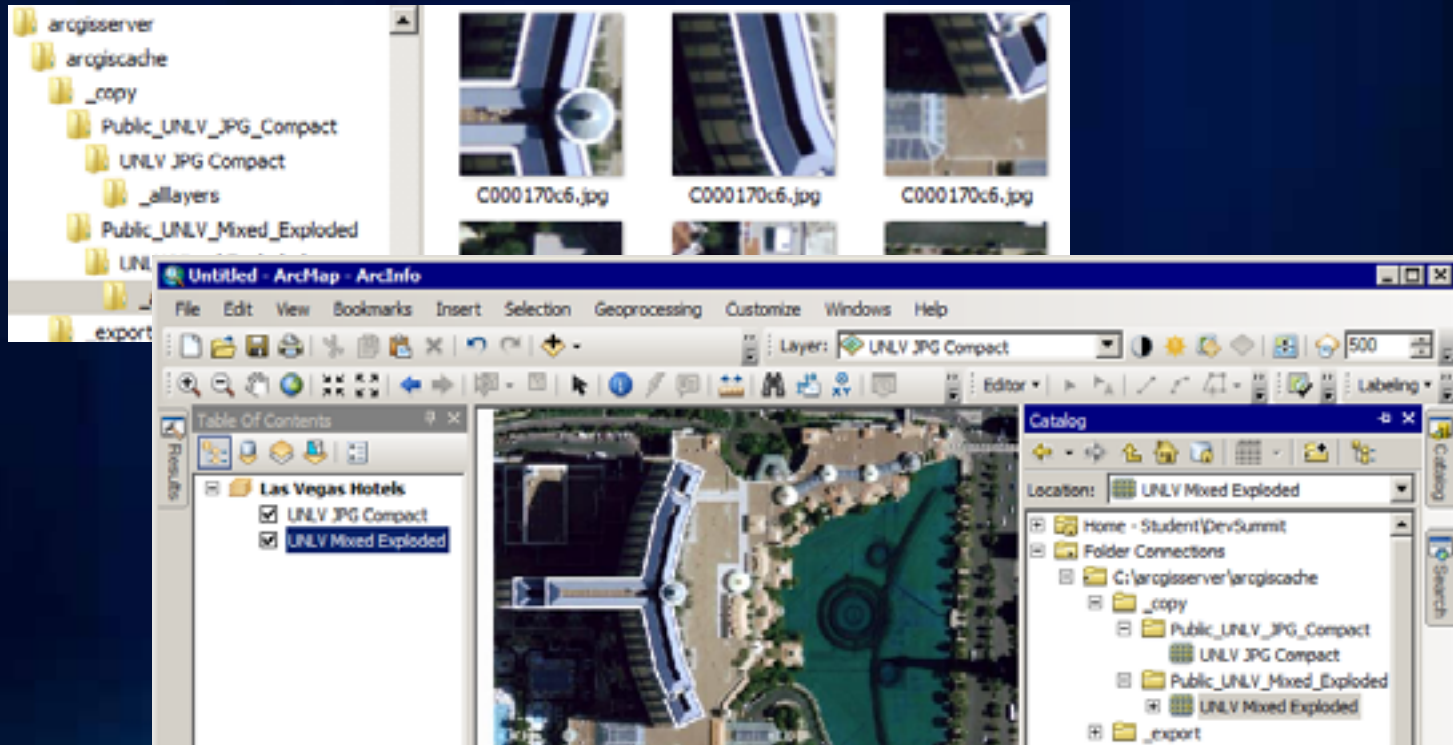 arcgisserver
arcgiscache
_copy
Public_UNLV_JPG_Compact
UNLV JPG Compact
_alllayers
Public_UNLV_Mixed_Exploded
_export
C000170c6.jpg C000170c6.jpg C000170c6.jpg
Untitled - ArcMap - ArcInfo
File Edit View Bookmarks Insert Selection Geoprocessing Customize Windows Help
Layer: UNLV JPG Compact 500
Editor Labeling
Results
Table Of Contents
Las Vegas Hotels
UNLV JPG Compact
UNLV Mixed Exploded
Catalog
Location: UNLV Mixed Exploded
Home - Student\DevSummit
Folder Connections
C:\arcgisserver\arcgiscache
_copy
Public_UNLV_JPG_Compact
UNLV JPG Compact
Public_UNLV_Mixed_Exploded
UNLV Mixed Exploded
_export
Catalog
Search